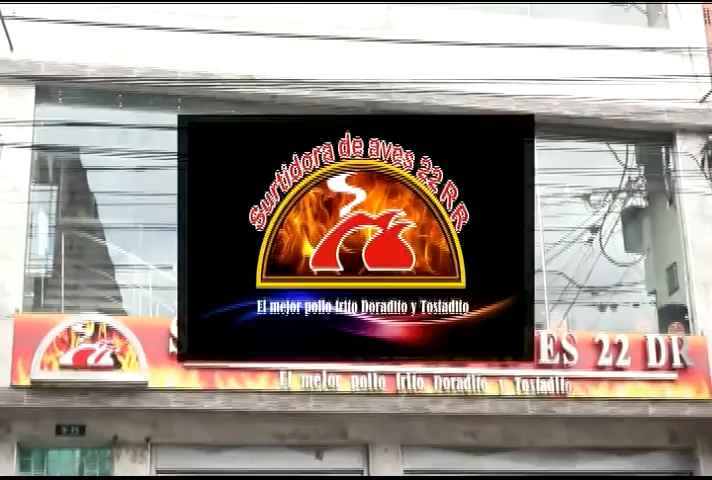 Surtidora de aves 22 RR
El mejor pollo frito Doradito y Tostadito
ES 22 DR
El mejor pollo frito Doradito y Tostadito
9-35